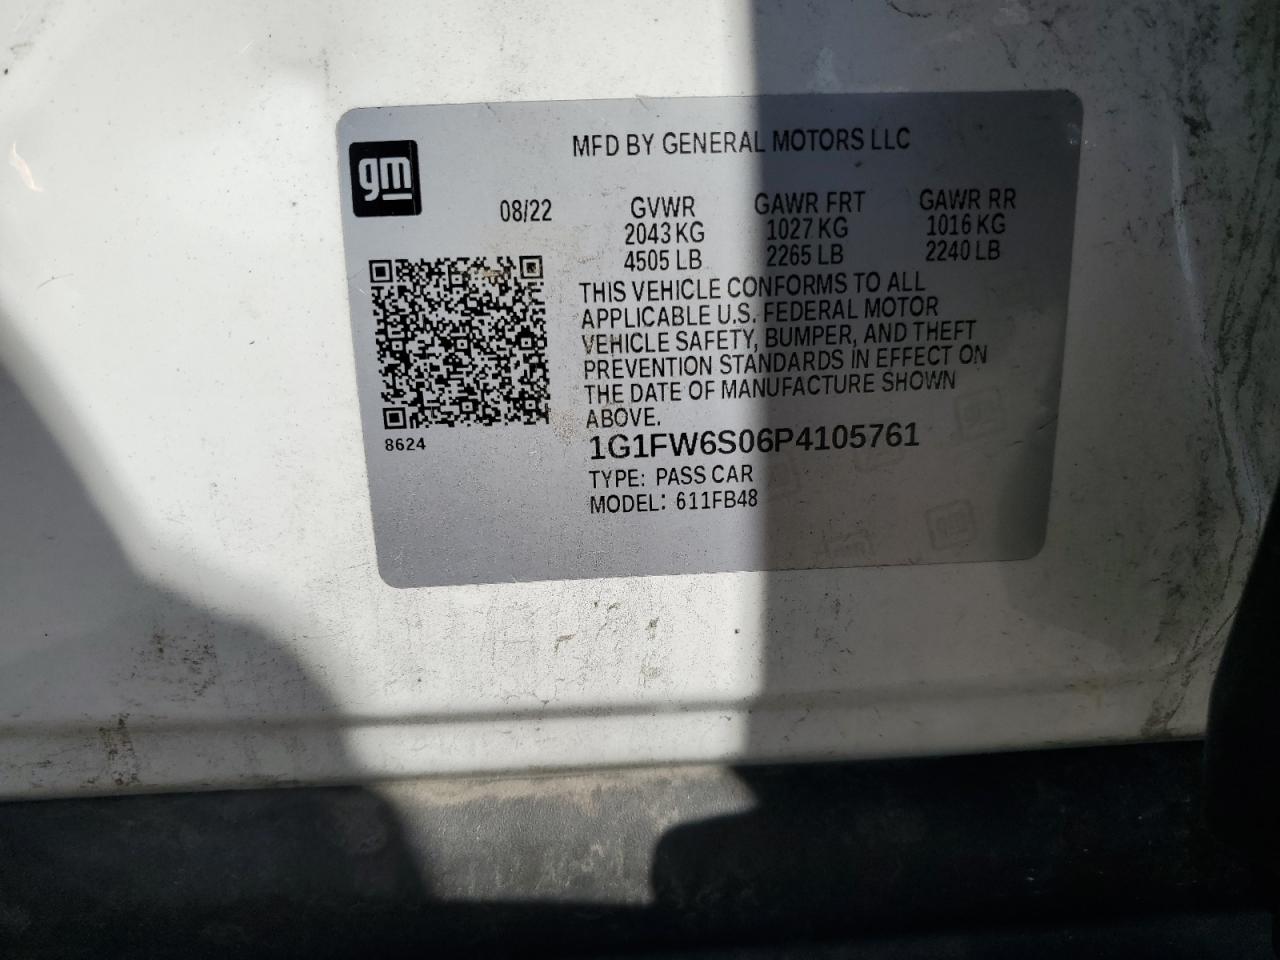 MFD BY GENERAL MOTORS LLC
gm
08/22 GVWR GAWR FRT GAWR RR
2043 KG 1027 KG 1016 KG
4505 LB 2265 LB 2240 LB
THIS VEHICLE CONFORMS TO ALL
APPLICABLE U.S. FEDERAL MOTOR
VEHICLE SAFETY, BUMPER, AND THEFT
PREVENTION STANDARDS IN EFFECT ON
THE DATE OF MANUFACTURE SHOWN
ABOVE.
8624
1G1FW6S06P4105761
TYPE: PASS CAR
MODEL: 611FB48
gm
gm